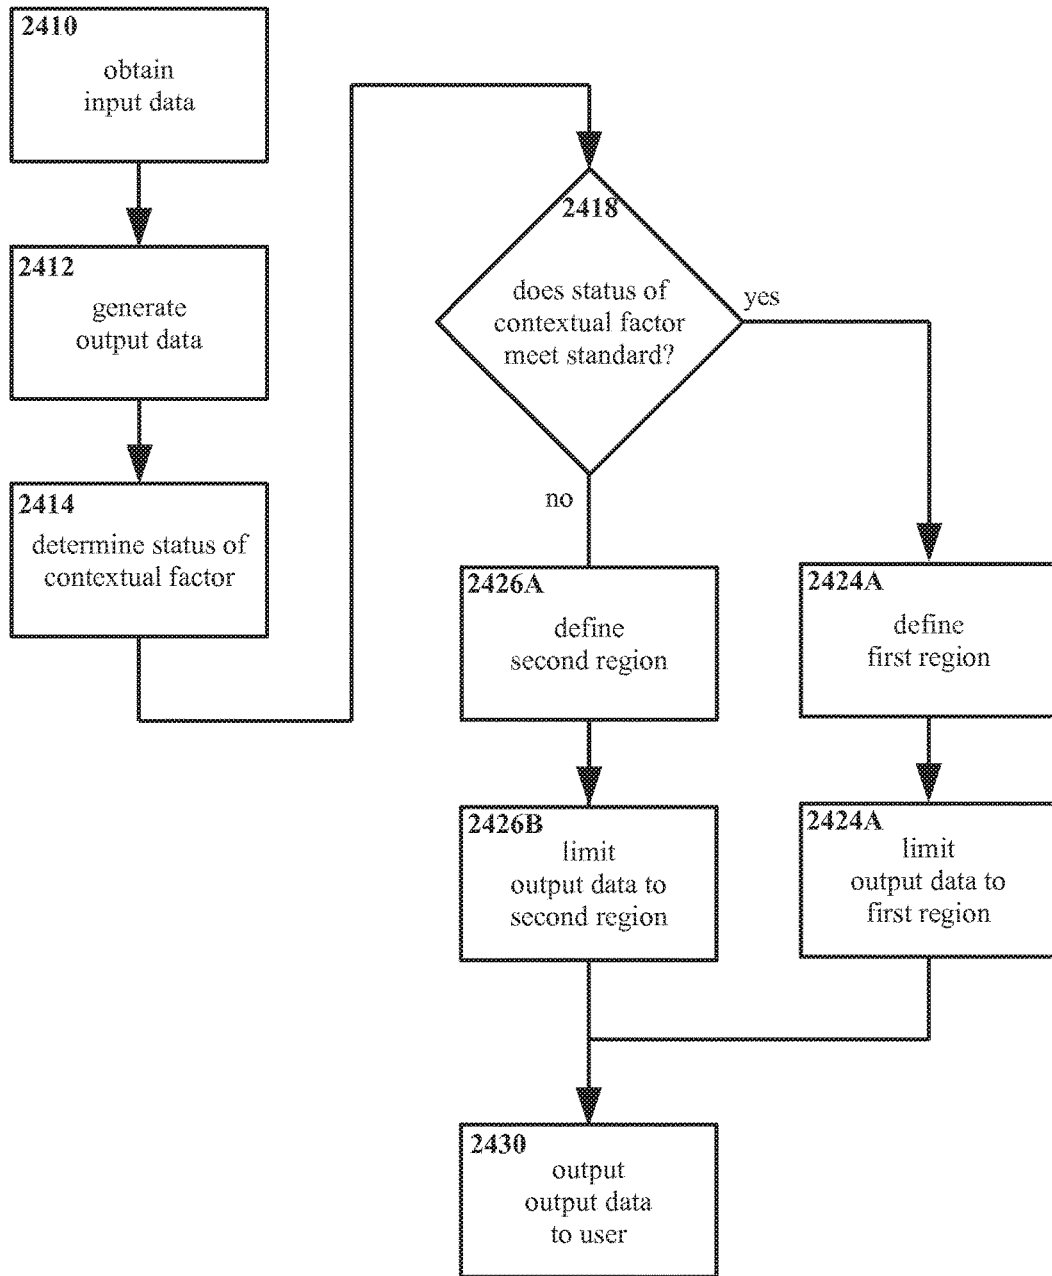 2410
obtain
input data
2412
generate
output data
2414
determine status of
contextual factor
2418
does status of
contextual factor
meet standard?
yes
no
2426A
define
second region
2424A
define
first region
2426B
limit
output data to
second region
2424A
limit
output data to
first region
2430
output
output data
to user